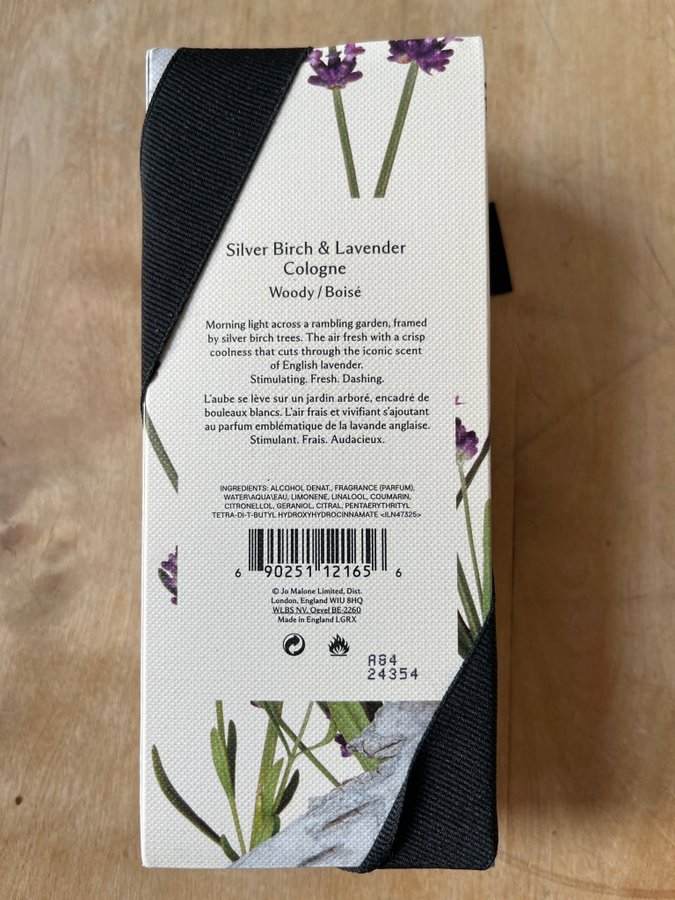 Silver Birch & Lavender
Cologne
Woody / Boisé
Morning light across a rambling garden, framed
by silver birch trees. The air fresh with a crisp
coolness that cuts through the iconic scent
of English lavender.
Stimulating. Fresh. Dashing.
L'aube se lève sur un jardin arboré, encadré de
bouleaux blancs. L'air frais et vivifiant s'ajoutant
au parfum emblématique de la lavande anglaise.
Stimulant. Frais. Audacieux.
INGREDIENTS: ALCOHOL DENAT., FRAGRANCE (PARFUM),
WATER\AQUA\EAU, LIMONENE, LINALOOL, COUMARIN,
CITRONELLOL, GERANIOL, CITRAL, PENTAERYTHRITYL
TETRA-DI-T-BUTYL HYDROXYHYDROCINNAMATE <ILN47325>
6 90251 12165 6
© Jo Malone Limited, Dist.
London, England W1U 8HQ
WLBS NV. Oevel BE-2260
Made in England LGRX
A84
24354